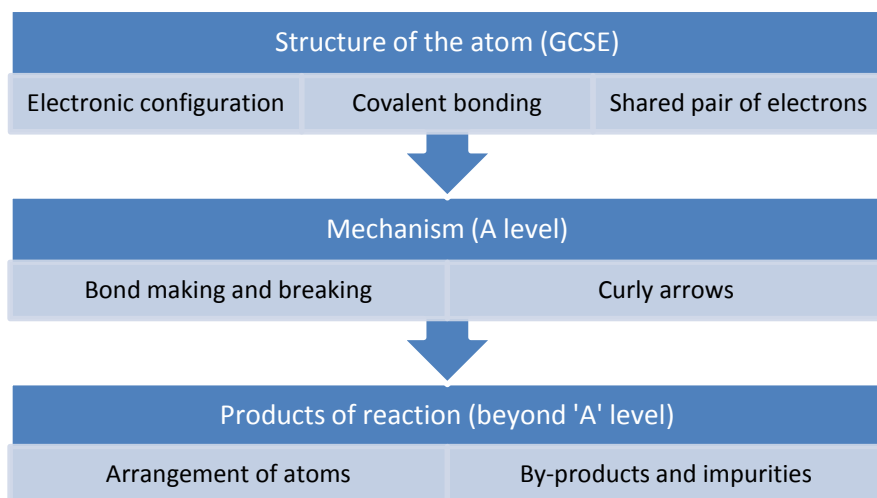 Structure of the atom (GCSE)
Electronic configuration
Covalent bonding
Shared pair of electrons
Mechanism (A level)
Bond making and breaking
Curly arrows
Products of reaction (beyond 'A' level)
Arrangement of atoms
By-products and impurities